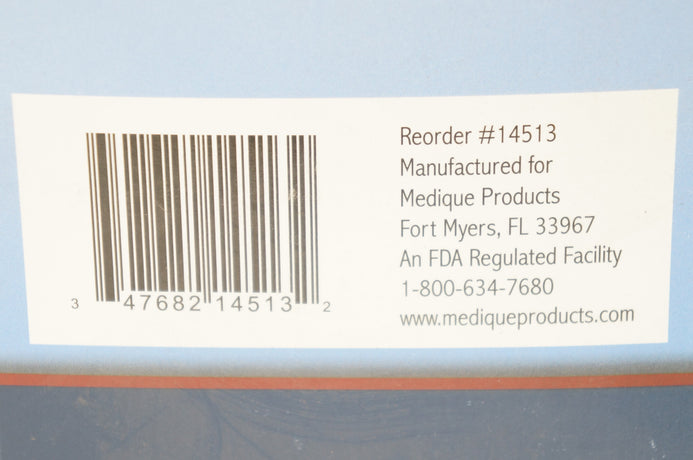 3 47682 14513 2
Reorder #14513
Manufactured for
Medique Products
Fort Myers, FL 33967
An FDA Regulated Facility
1-800-634-7680
www.mediqueproducts.com